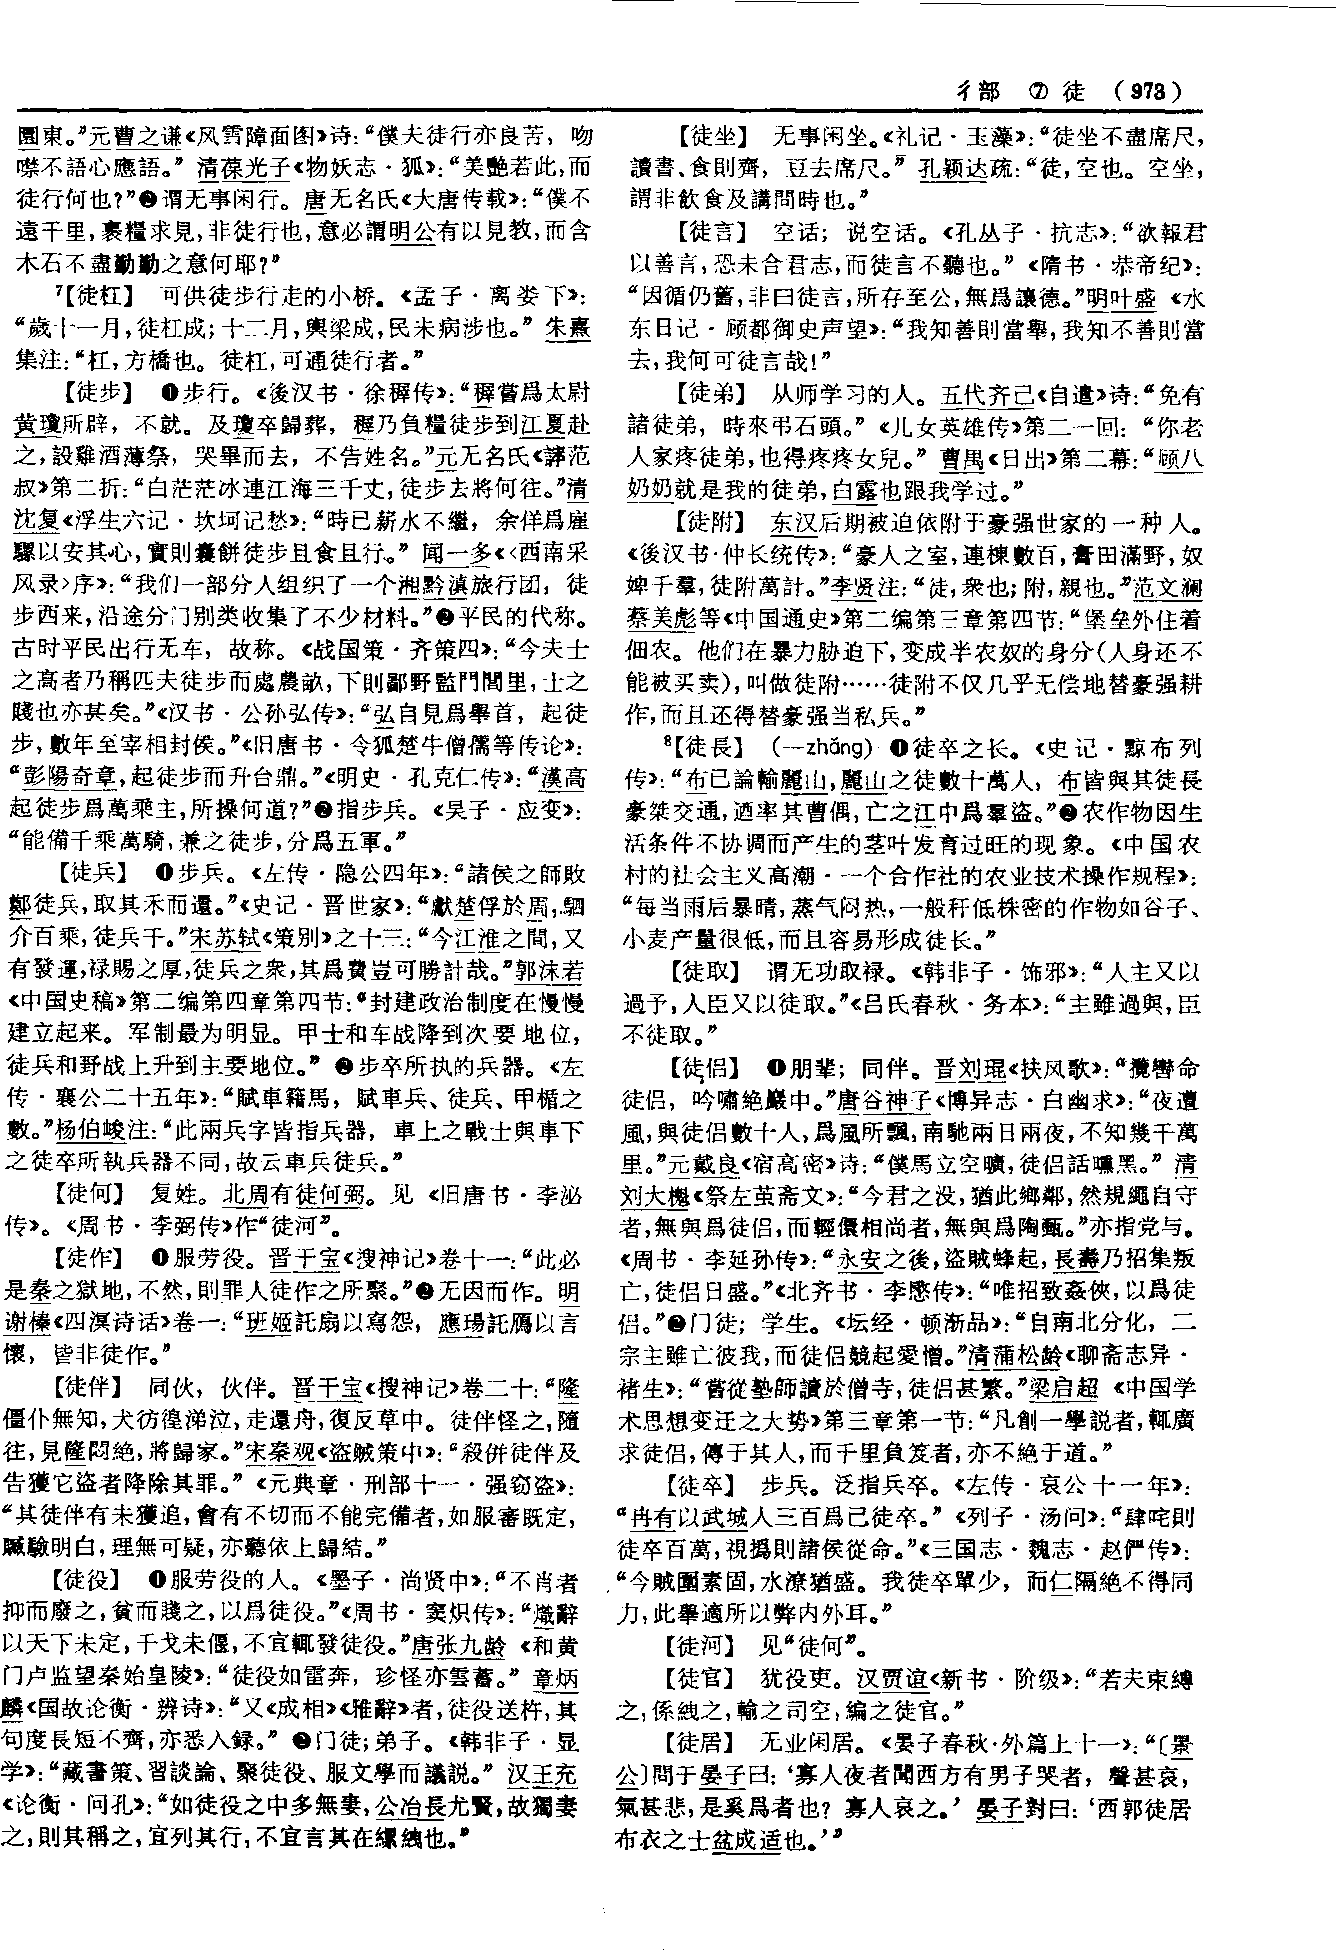 彳部 ⑦ 徒 (973)
園東。”元曹之谦《风雪障面图》诗：“僕夫徒行亦良苦，吻
噤不語心應語。” 清葆光子《物妖志·狐》：“美艷若此，而
徒行何也？”❷谓无事闲行。唐无名氏《大唐传载》：“僕不
遠千里，裹糧求見，非徒行也，意必謂明公有以見教，而含
木石不盡勤勤之意何耶？”
⁷【徒杠】 可供徒步行走的小桥。《孟子·离娄下》：
“歲十一月，徒杠成；十二月，輿梁成，民未病涉也。” 朱熹
集注：“杠，方橋也。徒杠，可通徒行者。”
【徒步】 ❶步行。《後汉书·徐穉传》：“穉嘗爲太尉
黄瓊所辟，不就。及瓊卒歸葬，穉乃負糧徒步到江夏赴
之，設雞酒薄祭，哭畢而去，不告姓名。”元无名氏《誶范
叔》第二折：“白茫茫冰連江海三千丈，徒步去將何往。”清
沈复《浮生六记·坎坷记愁》：“時已薪水不繼，余佯爲雇
騾以安其心，實則囊餅徒步且食且行。” 闻一多《〈西南采
风录〉序》：“我们一部分人组织了一个湘黔滇旅行团，徒
步西来，沿途分门别类收集了不少材料。”❷平民的代称。
古时平民出行无车，故称。《战国策·齐策四》：“今夫士
之高者乃稱匹夫徒步而處農畝，下則鄙野監門閭里，士之
賤也亦甚矣。”《汉书·公孙弘传》：“弘自見爲舉首，起徒
步，數年至宰相封侯。”《旧唐书·令狐楚牛僧孺等传论》：
“彭陽奇章，起徒步而升台鼎。”《明史·孔克仁传》：“漢高
起徒步爲萬乘主，所操何道？”❸指步兵。《吴子·应变》：
“能備千乘萬騎，兼之徒步，分爲五軍。”
【徒兵】 ❶步兵。《左传·隐公四年》：“諸侯之師敗
鄭徒兵，取其禾而還。”《史记·晋世家》：“獻楚俘於周，駟
介百乘，徒兵千。”宋苏轼《策别》之十三：“今江淮之間，又
有發運，禄賜之厚，徒兵之衆，其爲費豈可勝計哉。”郭沫若
《中国史稿》第二编第四章第四节：“封建政治制度在慢慢
建立起来。军制最为明显。甲士和车战降到次要地位，
徒兵和野战上升到主要地位。” ❷步卒所执的兵器。《左
传·襄公二十五年》：“賦車籍馬，賦車兵、徒兵、甲楯之
數。”杨伯峻注：“此兩兵字皆指兵器，車上之戰士與車下
之徒卒所執兵器不同，故云車兵徒兵。”
【徒何】 复姓。北周有徒何弼。见《旧唐书·李泌
传》。《周书·李弼传》作“徒河”。
【徒作】 ❶服劳役。晋干宝《搜神记》卷十一：“此必
是秦之獄地，不然，則罪人徒作之所聚。”❷无因而作。明
谢榛《四溟诗话》卷一：“班姬託扇以寫怨，應瑒託鴈以言
懷，皆非徒作。”
【徒伴】 同伙，伙伴。晋干宝《搜神记》卷二十：“隆
僵仆無知，犬彷徨涕泣，走還舟，復反草中。徒伴怪之，隨
往，見隆悶絶，將歸家。”宋秦观《盗贼策中》：“殺併徒伴及
告獲它盜者降除其罪。” 《元典章·刑部十一·强窃盗》：
“其徒伴有未獲追，會有不切而不能完備者，如服審既定，
贓驗明白，理無可疑，亦聽依上歸結。”
【徒役】 ❶服劳役的人。《墨子·尚贤中》：“不肖者
抑而廢之，貧而賤之，以爲徒役。”《周书·窦炽传》：“熾辭
以天下未定，干戈未偃，不宜輒發徒役。”唐张九龄《和黄
门卢监望秦始皇陵》：“徒役如雷奔，珍怪亦雲蓄。” 章炳
麟《国故论衡·辨诗》：“又《成相》《雅辭》者，徒役送杵，其
句度長短不齊，亦悉入録。” ❷门徒；弟子。《韩非子·显
学》：“藏書策、習談論、聚徒役、服文學而議説。” 汉王充
《论衡·问孔》：“如徒役之中多無妻，公冶長尤賢，故獨妻
之，則其稱之，宜列其行，不宜言其在縲絏也。”
【徒坐】 无事闲坐。《礼记·玉藻》：“徒坐不盡席尺，
讀書、食則齊，豆去席尺。” 孔颖达疏：“徒，空也。空坐，
謂非飲食及講問時也。”
【徒言】 空话；说空话。《孔丛子·抗志》：“欲報君
以善言，恐未合君志，而徒言不聽也。” 《隋书·恭帝纪》：
“因循仍舊，非曰徒言，所存至公，無爲讓德。”明叶盛《水
东日记·顾都御史声望》：“我知善則當舉，我知不善則當
去，我何可徒言哉！”
【徒弟】 从师学习的人。五代齐己《自遣》诗：“免有
諸徒弟，時來弔石頭。” 《儿女英雄传》第二一回：“你老
人家疼徒弟，也得疼疼女兒。” 曹禺《日出》第二幕：“顾八
奶奶就是我的徒弟，白露也跟我学过。”
【徒附】 东汉后期被迫依附于豪强世家的一种人。
《後汉书·仲长统传》：“豪人之室，連棟數百，膏田滿野，奴
婢千羣，徒附萬計。”李贤注：“徒，衆也；附，親也。”范文澜
蔡美彪等《中国通史》第二编第三章第四节：“堡垒外住着
佃农。他们在暴力胁迫下，变成半农奴的身分（人身还不
能被买卖），叫做徒附……徒附不仅几乎无偿地替豪强耕
作，而且还得替豪强当私兵。”
⁸【徒長】 (—zhǎng) ❶徒卒之长。《史记·黥布列
传》：“布已論輸麗山，麗山之徒數十萬人，布皆與其徒長
豪桀交通，迺率其曹偶，亡之江中爲羣盜。”❷农作物因生
活条件不协调而产生的茎叶发育过旺的现象。《中国农
村的社会主义高潮·一个合作社的农业技术操作规程》：
“每当雨后暴晴，蒸气闷热，一般秆低株密的作物如谷子、
小麦产量很低，而且容易形成徒长。”
【徒取】 谓无功取禄。《韩非子·饰邪》：“人主又以
過予，人臣又以徒取。”《吕氏春秋·务本》：“主雖過與，臣
不徒取。”
【徒侣】 ❶朋辈；同伴。晋刘琨《扶风歌》：“攬轡命
徒侣，吟嘯绝巖中。”唐谷神子《博异志·白幽求》：“夜遭
風，與徒侣數十人，爲風所飄，南馳兩日兩夜，不知幾千萬
里。”元戴良《宿高密》诗：“僕馬立空曠，徒侣話曛黑。” 清
刘大櫆《祭左茧斋文》：“今君之没，猶此鄉鄰，然規繩自守
者，無與爲徒侣，而輕儇相尚者，無與爲陶甄。”亦指党与。
《周书·李延孙传》：“永安之後，盜賊蜂起，長壽乃招集叛
亡，徒侣日盛。”《北齐书·李愍传》：“唯招致姦俠，以爲徒
侣。”❷门徒；学生。《坛经·顿渐品》：“自南北分化，二
宗主雖亡彼我，而徒侣競起愛憎。”清蒲松龄《聊斋志异·
褚生》：“嘗從塾師讀於僧寺，徒侣甚繁。”梁启超《中国学
术思想变迁之大势》第三章第一节：“凡創一學説者，輒廣
求徒侣，傳于其人，而千里負笈者，亦不絶于道。”
【徒卒】 步兵。泛指兵卒。《左传·哀公十一年》：
“冉有以武城人三百爲己徒卒。” 《列子·汤问》：“肆咤則
徒卒百萬，視撝則諸侯從命。”《三国志·魏志·赵俨传》：
“今賊圍素固，水潦猶盛。我徒卒單少，而仁隔絶不得同
力，此舉適所以弊内外耳。”
【徒河】 见“徒何”。
【徒官】 犹役吏。汉贾谊《新书·阶级》：“若夫束縛
之，係紲之，輸之司空，编之徒官。”
【徒居】 无业闲居。《晏子春秋·外篇上十一》：“〔景
公〕問于晏子曰：‘寡人夜者聞西方有男子哭者，聲甚哀，
氣甚悲，是奚爲者也？寡人哀之。’ 晏子對曰：‘西郭徒居
布衣之士盆成适也。’”